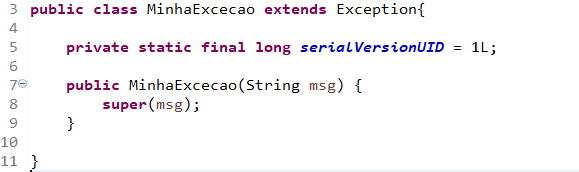 3 public class MinhaExcecao extends Exception{
4
5     private static final long serialVersionUID = 1L;
6
7     public MinhaExcecao(String msg) {
8         super(msg);
9     }
10
11 }